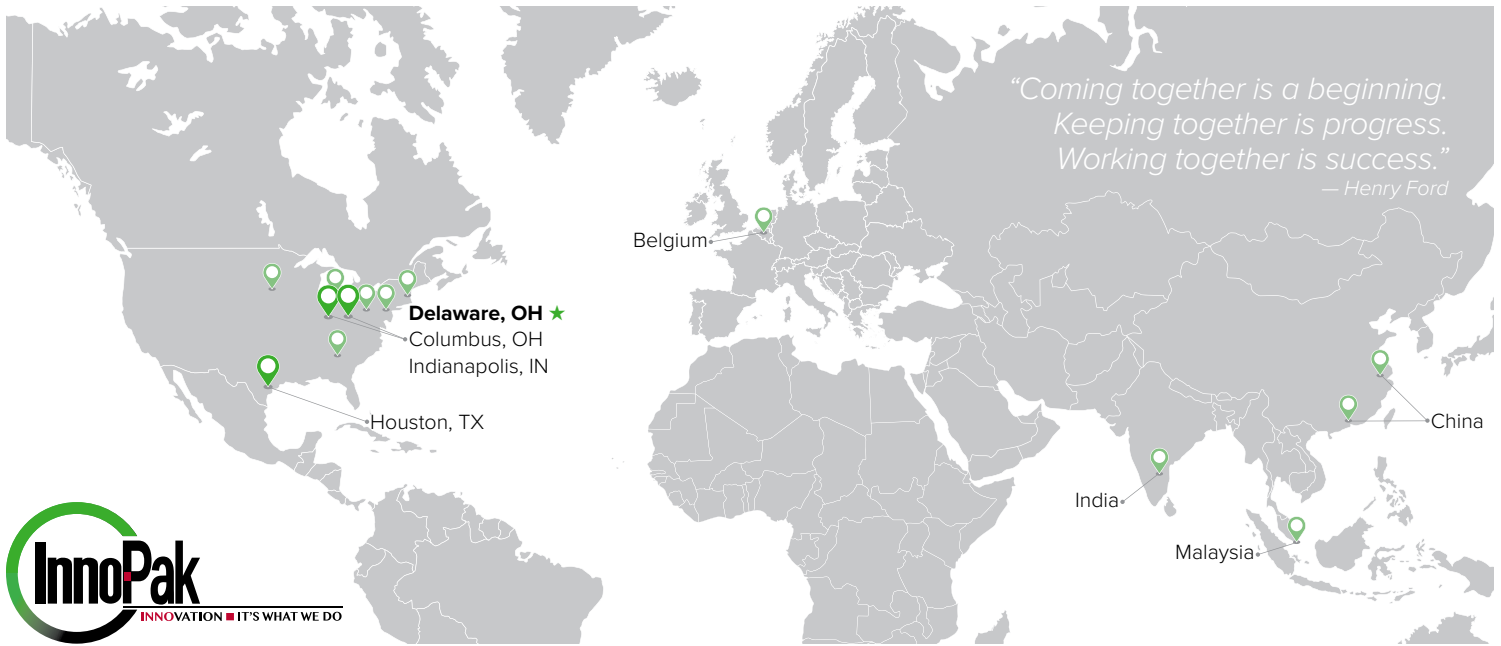 “Coming together is a beginning.
Keeping together is progress.
Working together is success.”
— Henry Ford
Belgium
Delaware, OH ★
Columbus, OH
Indianapolis, IN
Houston, TX
China
India
Malaysia
InnoPak
INNOVATION ■ IT'S WHAT WE DO